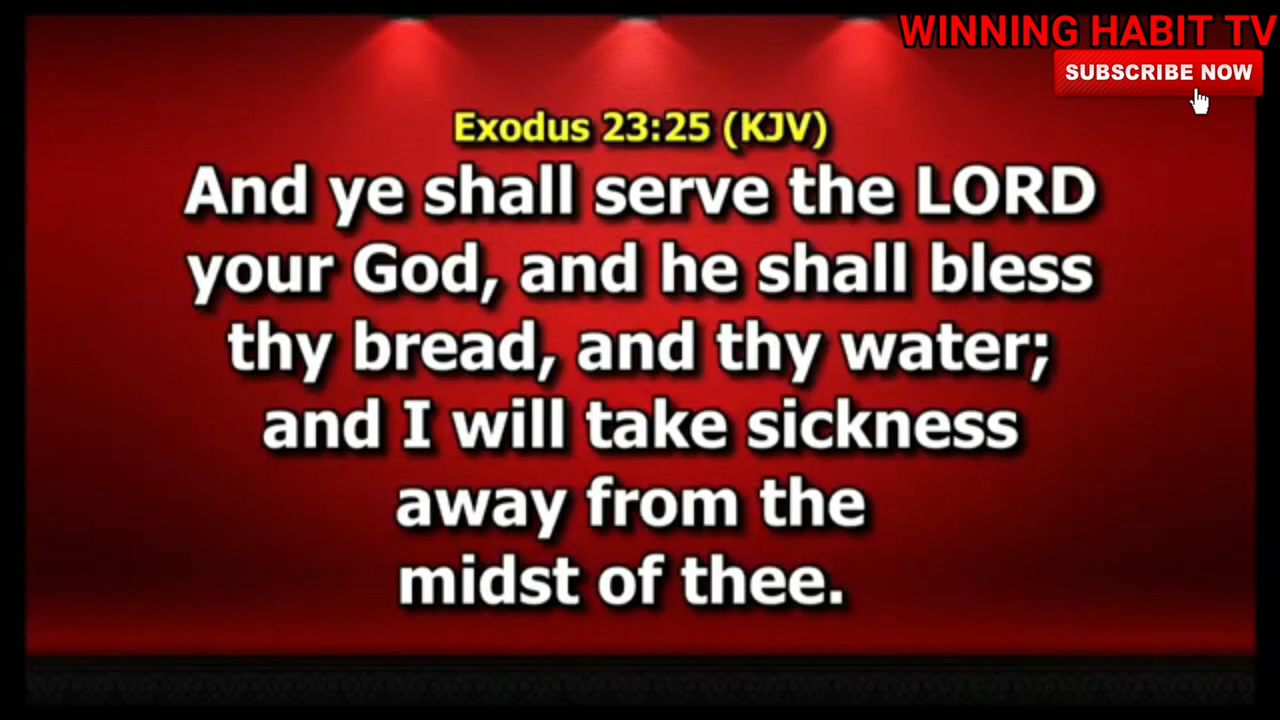 WINNING HABIT TV
SUBSCRIBE NOW
Exodus 23:25 (KJV)
And ye shall serve the LORD
your God, and he shall bless
thy bread, and thy water;
and I will take sickness
away from the
midst of thee.